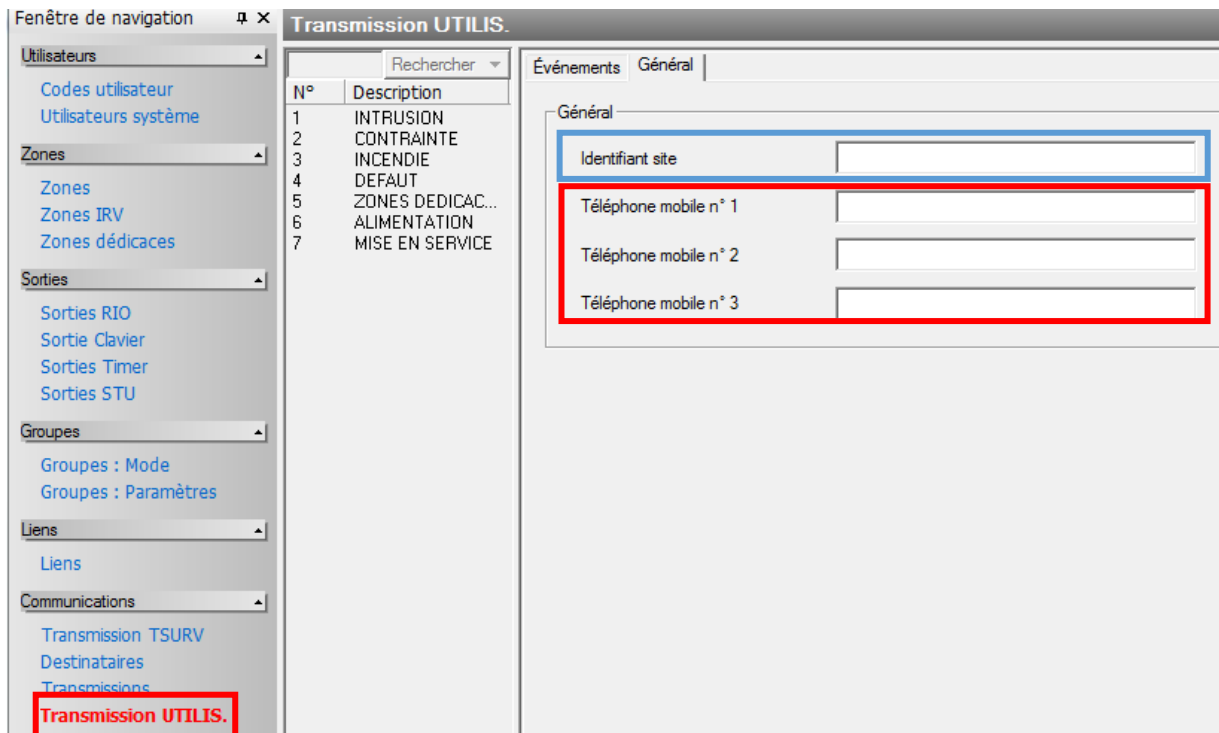 Fenêtre de navigation
Utilisateurs
Codes utilisateur
Utilisateurs système
Zones
Zones
Zones IRV
Zones dédicaces
Sorties
Sorties RIO
Sortie Clavier
Sorties Timer
Sorties STU
Groupes
Groupes : Mode
Groupes : Paramètres
Liens
Liens
Communications
Transmission TSURV
Destinataires
Transmissions
Transmission UTILIS.
Transmission UTILIS.
Rechercher
N° Description
1 INTRUSION
2 CONTRAINTE
3 INCENDIE
4 DEFAUT
5 ZONES DEDICAC...
6 ALIMENTATION
7 MISE EN SERVICE
Événements Général
Général
Identifiant site
Téléphone mobile n° 1
Téléphone mobile n° 2
Téléphone mobile n° 3